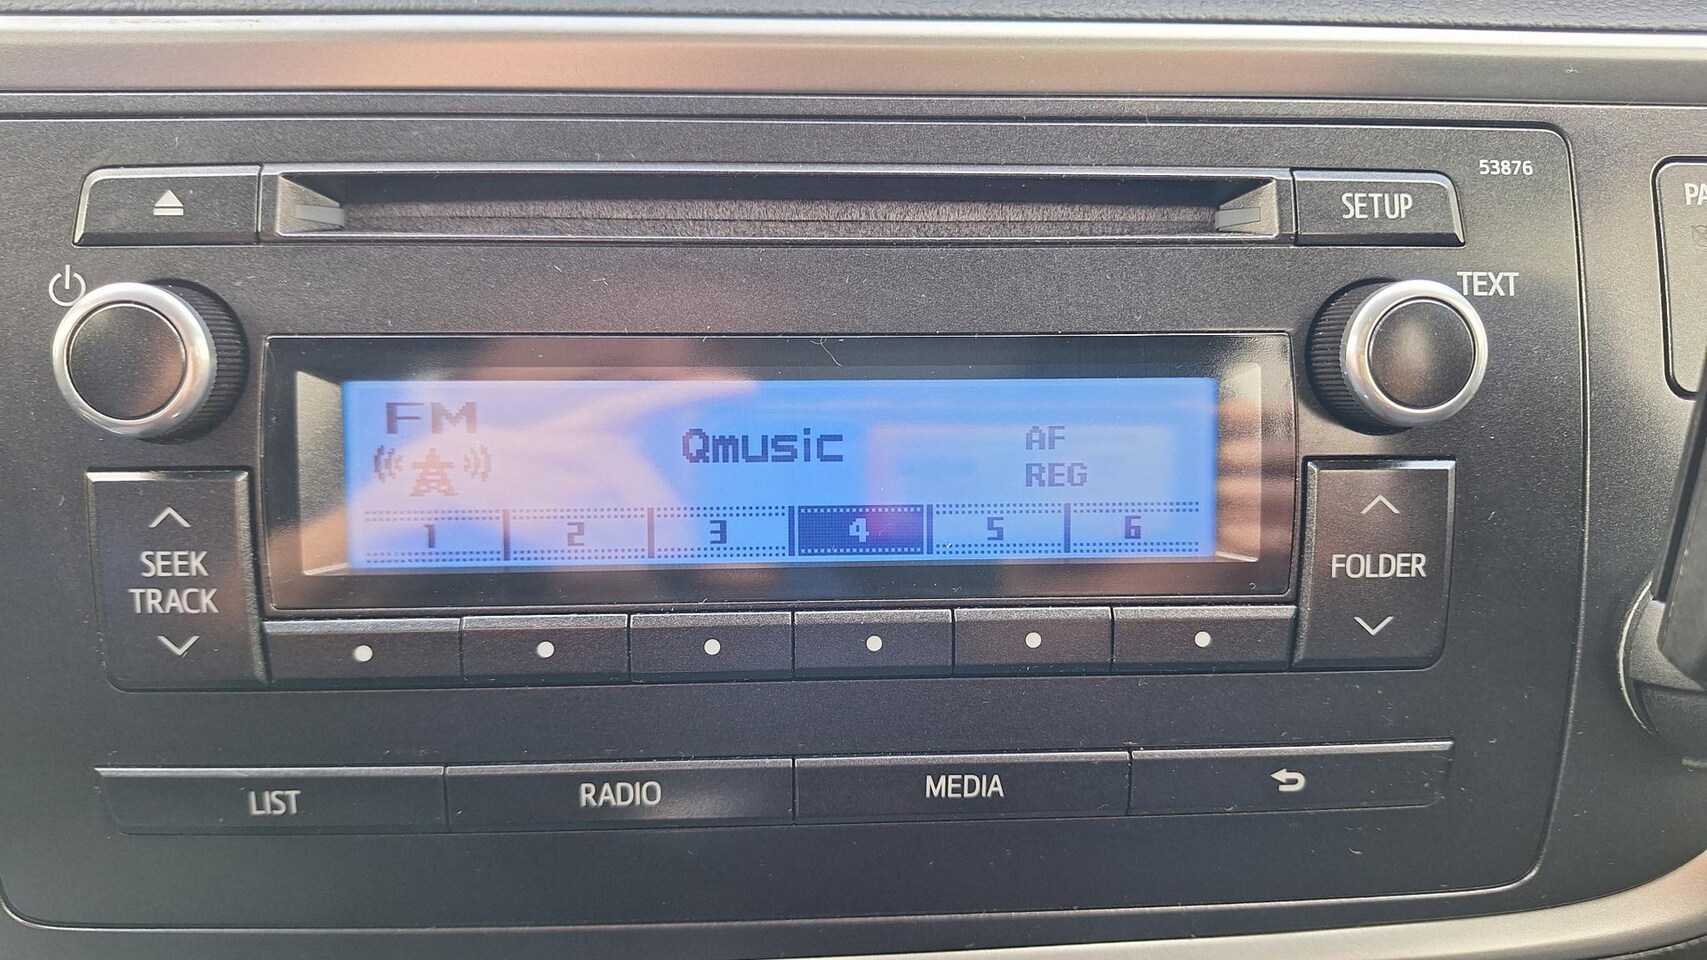 53876
SETUP
TEXT
PA
FM
Qmusic
AF
REG
1 2 3 4 5 6
SEEK
TRACK
FOLDER
LIST
RADIO
MEDIA